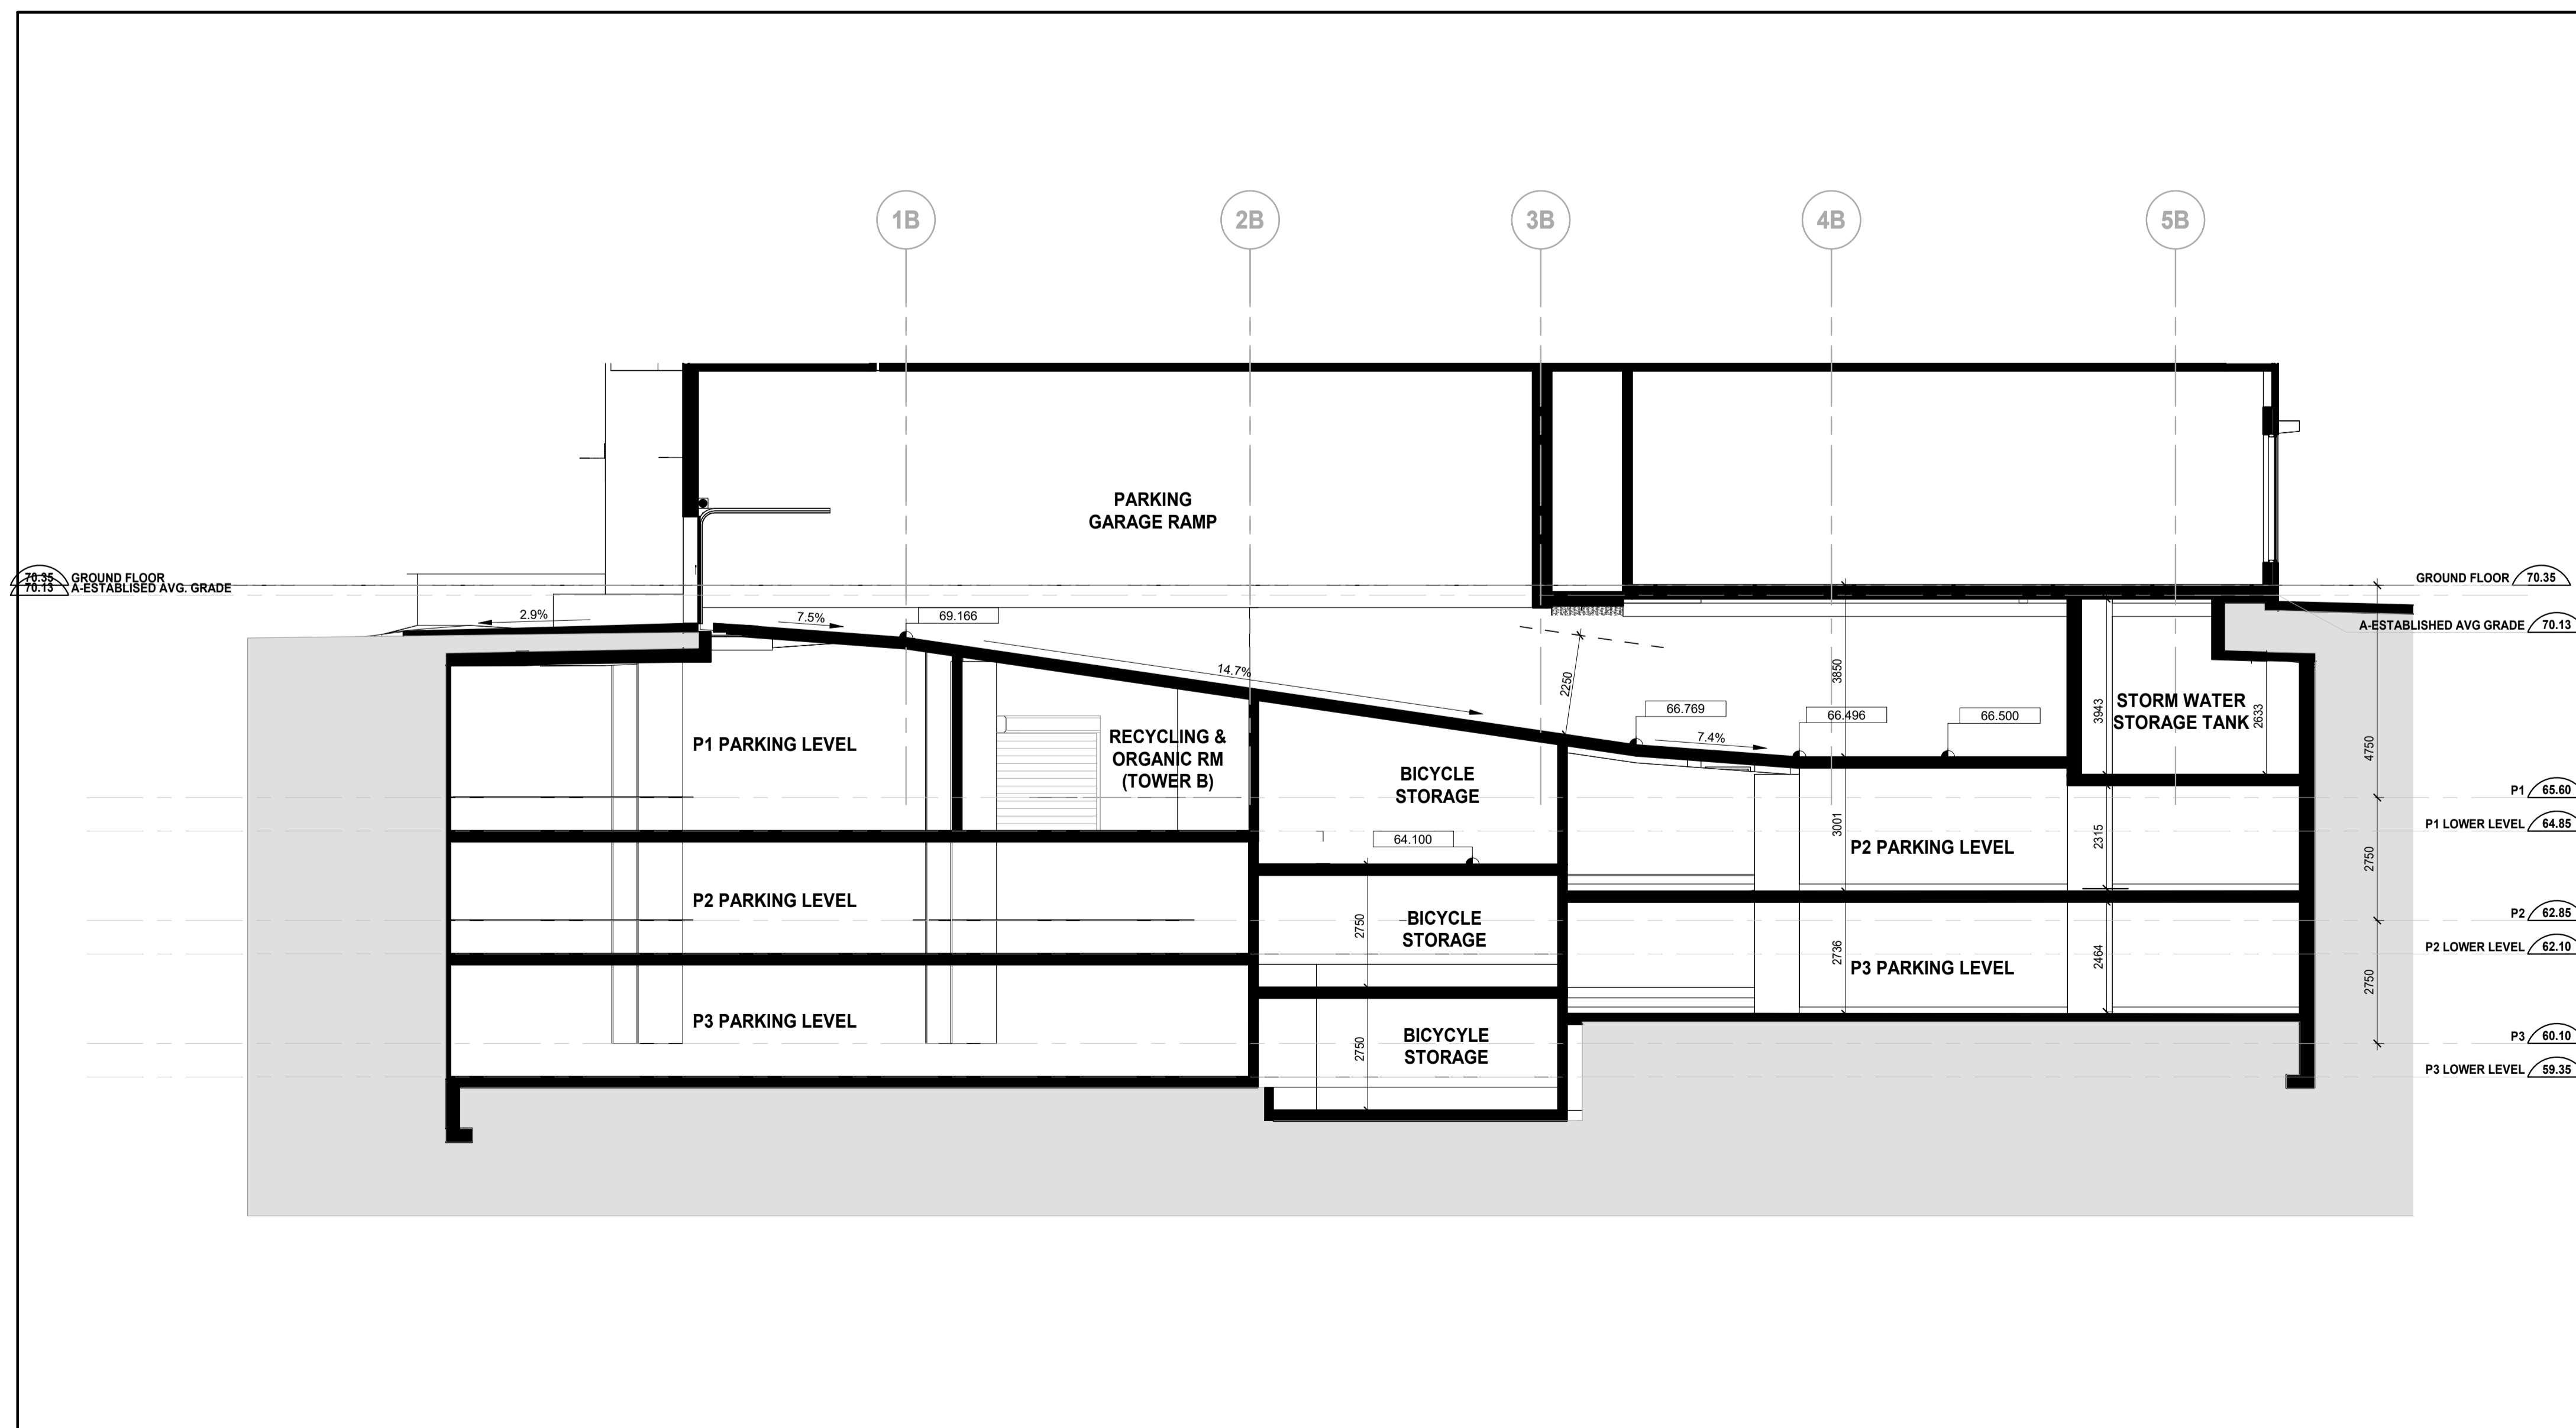 1B
2B
3B
4B
5B
PARKING
GARAGE RAMP
70.35 GROUND FLOOR
70.13 A-ESTABLISED AVG. GRADE
GROUND FLOOR 70.35
A-ESTABLISHED AVG GRADE 70.13
2.9%
7.5%
69.166
14.7%
2250
3850
66.769
66.496
66.500
7.4%
3943
STORM WATER
STORAGE TANK
2633
4750
P1 PARKING LEVEL
RECYCLING &
ORGANIC RM
(TOWER B)
BICYCLE
STORAGE
P1 65.60
P1 LOWER LEVEL 64.85
64.100
3001
P2 PARKING LEVEL
2315
2750
P2 PARKING LEVEL
2750
BICYCLE
STORAGE
P2 62.85
P2 LOWER LEVEL 62.10
2736
P3 PARKING LEVEL
2464
2750
P3 PARKING LEVEL
2750
BICYCYLE
STORAGE
P3 60.10
P3 LOWER LEVEL 59.35